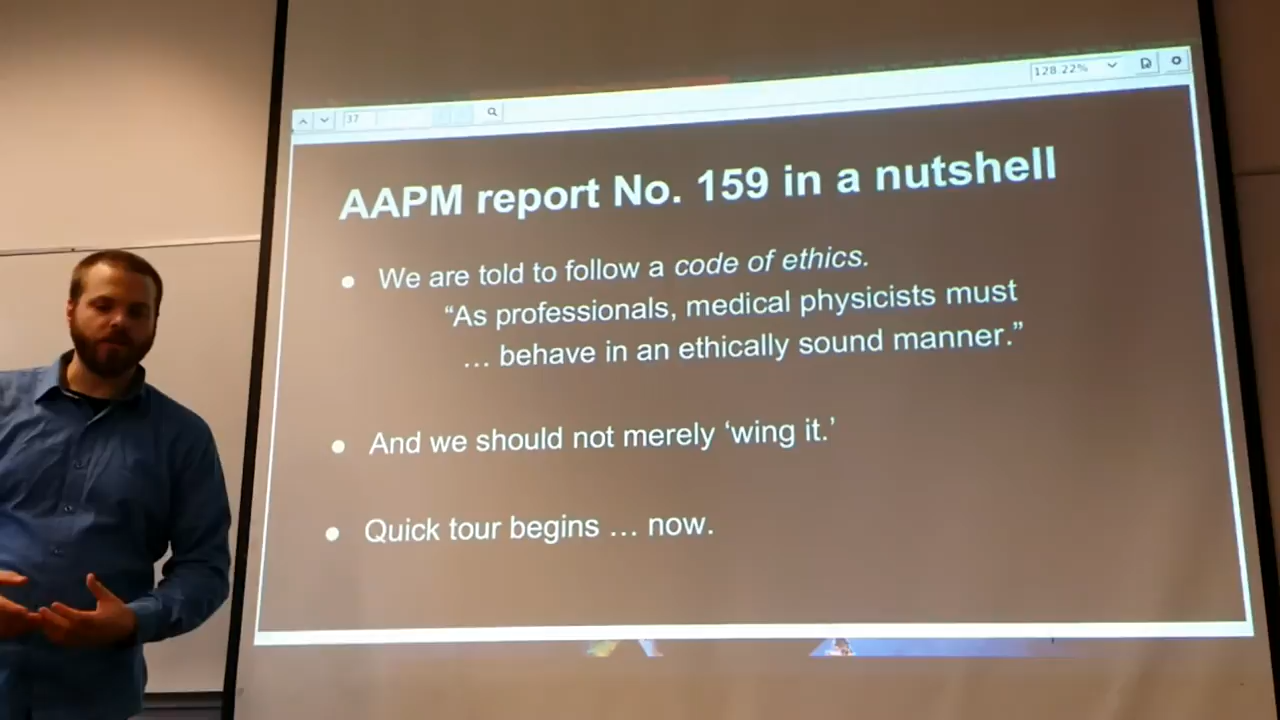 37
128.22%
AAPM report No. 159 in a nutshell
● We are told to follow a code of ethics.
“As professionals, medical physicists must
… behave in an ethically sound manner.”
● And we should not merely ‘wing it.’
● Quick tour begins … now.